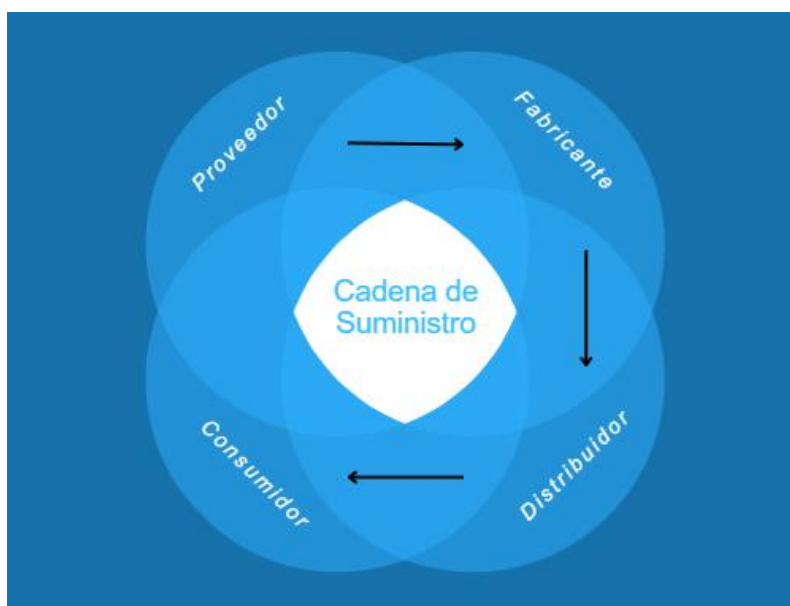 Proveedor
Fabricante
Cadena de
Suministro
Consumidor
Distribuidor